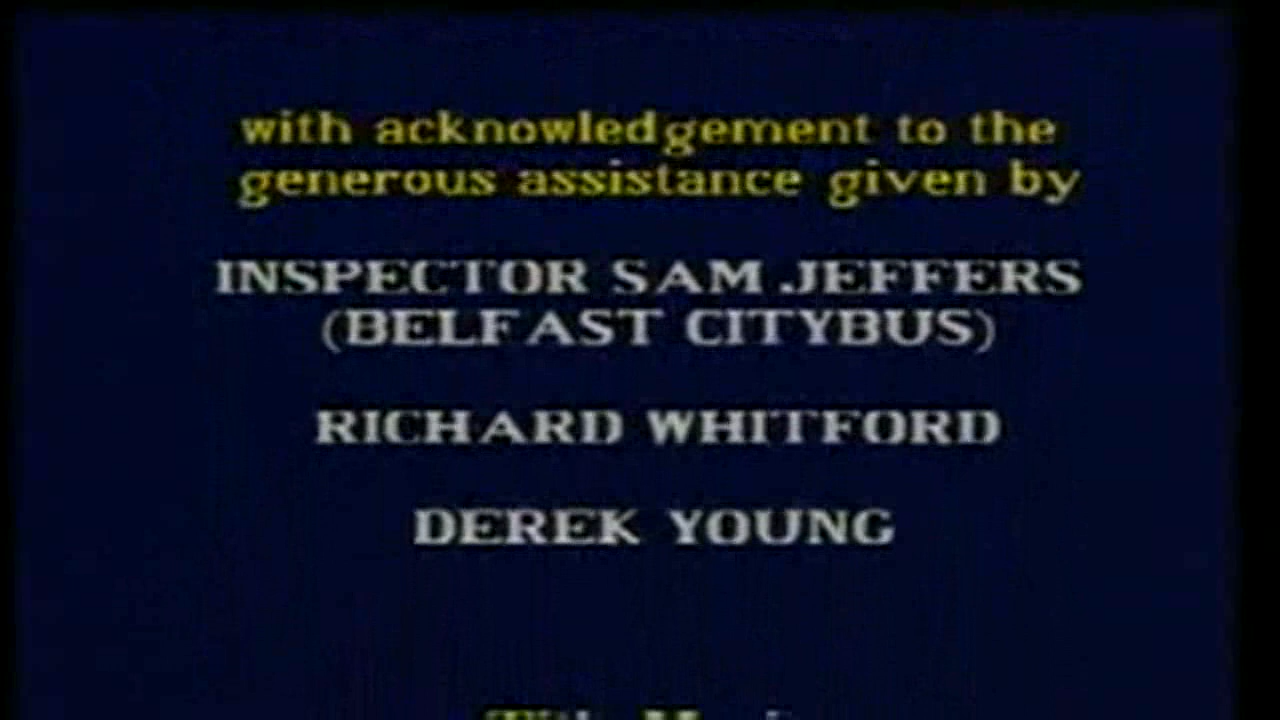 with acknowledgement to the
generous assistance given by
INSPECTOR SAM JEFFERS
(BELFAST CITYBUS)
RICHARD WHITFORD
DEREK YOUNG